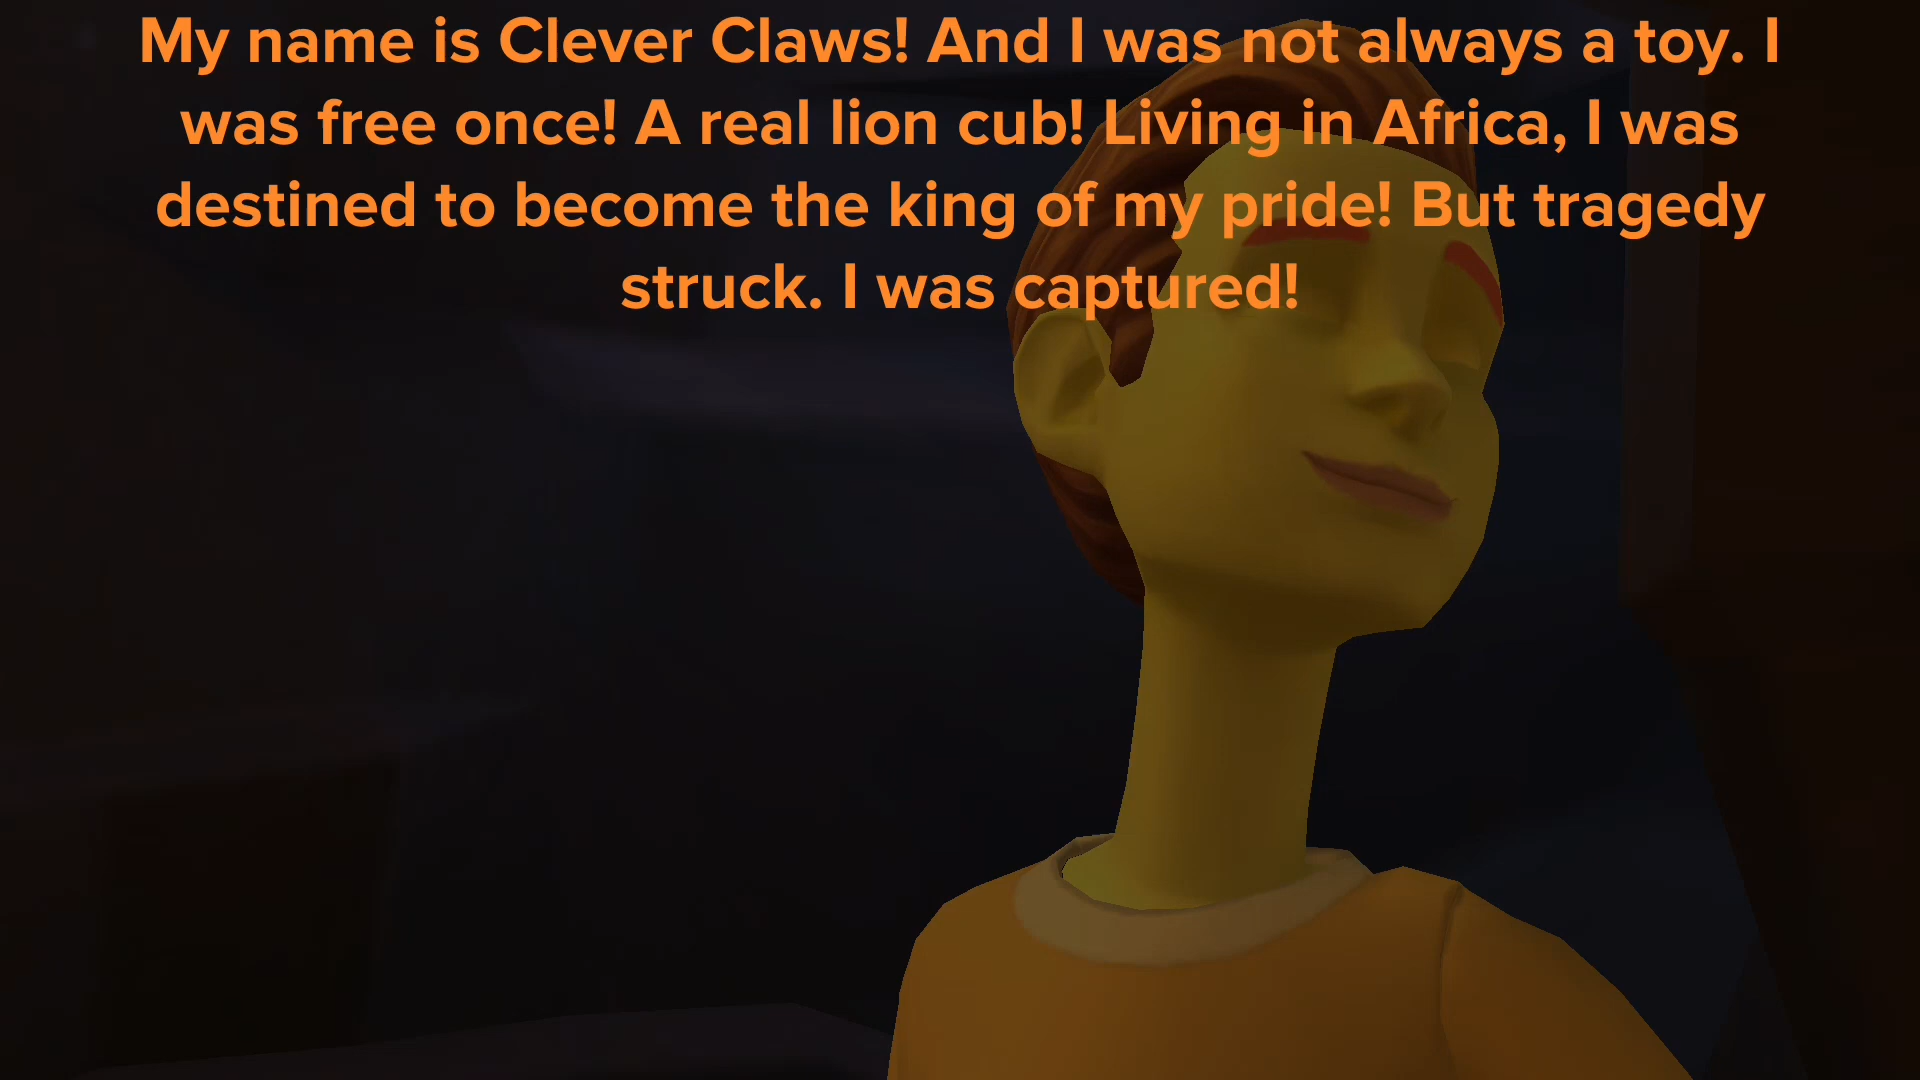 My name is Clever Claws! And I was not always a toy. I
was free once! A real lion cub! Living in Africa, I was
destined to become the king of my pride! But tragedy
struck. I was captured!